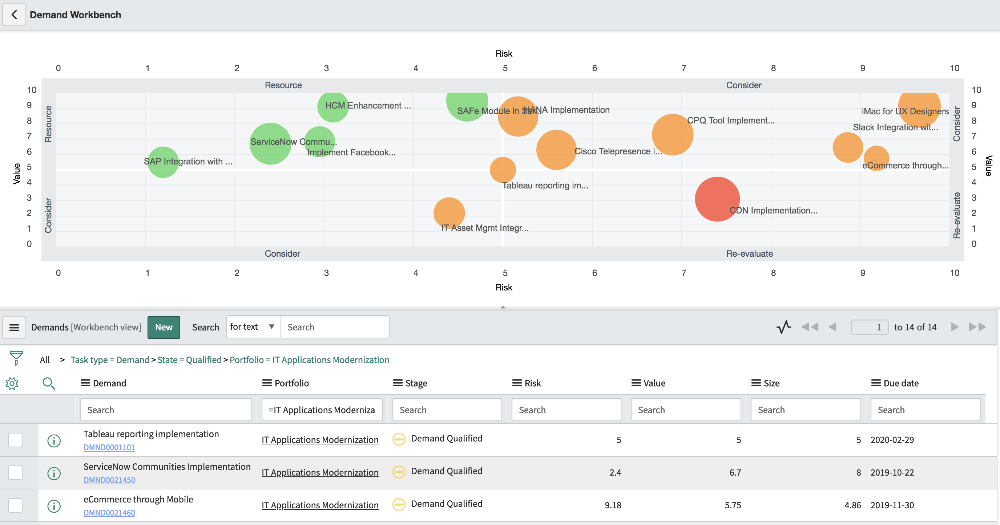 Demand Workbench
Risk
0 1 2 3 4 5 6 7 8 9 10
Resource Consider
10 10
9 9
8 8
7 7
6 6
5 5
4 4
3 3
2 2
1 1
0 0
Value
Resource
Consider
Consider
Re-evaluate
Value
HCM Enhancement ...
SAFe Module in Ser...
HANA Implementation
iMac for UX Designers
CPQ Tool Implement...
Slack Integration wit...
ServiceNow Commu...
Implement Facebook...
Cisco Telepresence i...
SAP Integration with ...
eCommerce through...
Tableau reporting im...
CDN Implementation...
IT Asset Mgmt Integr...
Consider Re-evaluate
0 1 2 3 4 5 6 7 8 9 10
Risk
Demands [Workbench view] New Search for text Search 1 to 14 of 14
All > Task type = Demand > State = Qualified > Portfolio = IT Applications Modernization
Demand Portfolio Stage Risk Value Size Due date
Search =IT Applications Moderniza Search Search Search Search Search
Tableau reporting implementation
DMND0001101 IT Applications Modernization Demand Qualified 5 5 5 2020-02-29
ServiceNow Communities Implementation
DMND0021450 IT Applications Modernization Demand Qualified 2.4 6.7 8 2019-10-22
eCommerce through Mobile
DMND0021460 IT Applications Modernization Demand Qualified 9.18 5.75 4.86 2019-11-30